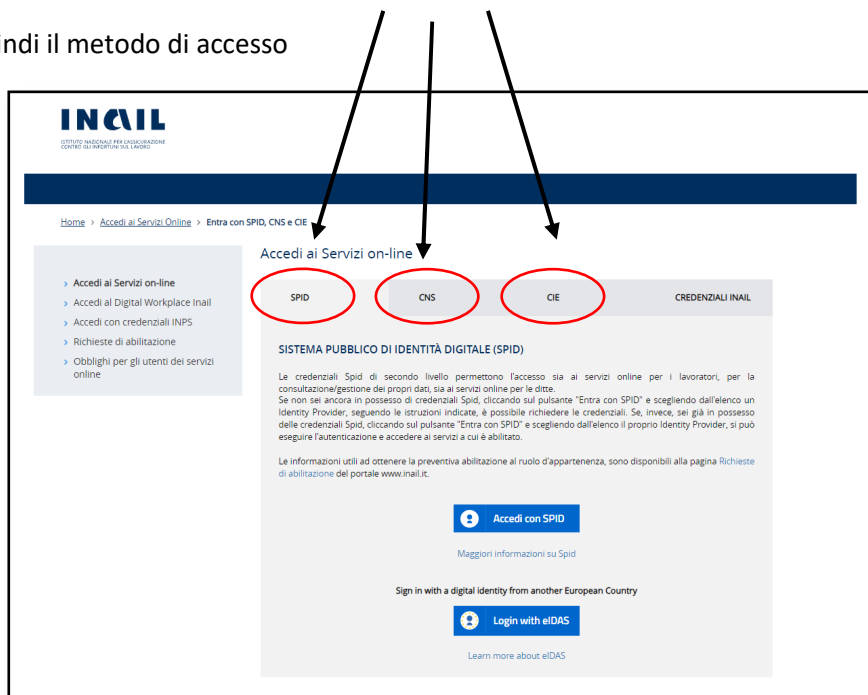 indi il metodo di accesso
INAIL
ISTITUTO NAZIONALE PER L'ASSICURAZIONE
CONTRO GLI INFORTUNI SUL LAVORO
Home > Accedi ai Servizi Online > Entra con SPID, CNS e CIE
> Accedi ai Servizi on-line
> Accedi al Digital Workplace Inail
> Accedi con credenziali INPS
> Richieste di abilitazione
> Obblighi per gli utenti dei servizi
online
Accedi ai Servizi on-line
SPID CNS CIE CREDENZIALI INAIL
SISTEMA PUBBLICO DI IDENTITÀ DIGITALE (SPID)
Le credenziali Spid di secondo livello permettono l'accesso sia ai servizi online per i lavoratori, per la
consultazione/gestione dei propri dati, sia ai servizi online per le ditte.
Se non sei ancora in possesso di credenziali Spid, cliccando sul pulsante "Entra con SPID" e scegliendo dall'elenco un
Identity Provider, seguendo le istruzioni indicate, è possibile richiedere le credenziali. Se, invece, sei già in possesso
delle credenziali Spid, cliccando sul pulsante "Entra con SPID" e scegliendo dall'elenco il proprio Identity Provider, si può
eseguire l'autenticazione e accedere ai servizi a cui è abilitato.
Le informazioni utili ad ottenere la preventiva abilitazione al ruolo d'appartenenza, sono disponibili alla pagina Richieste
di abilitazione del portale www.inail.it.
Accedi con SPID
Maggiori informazioni su Spid
Sign in with a digital identity from another European Country
Login with eIDAS
Learn more about eIDAS